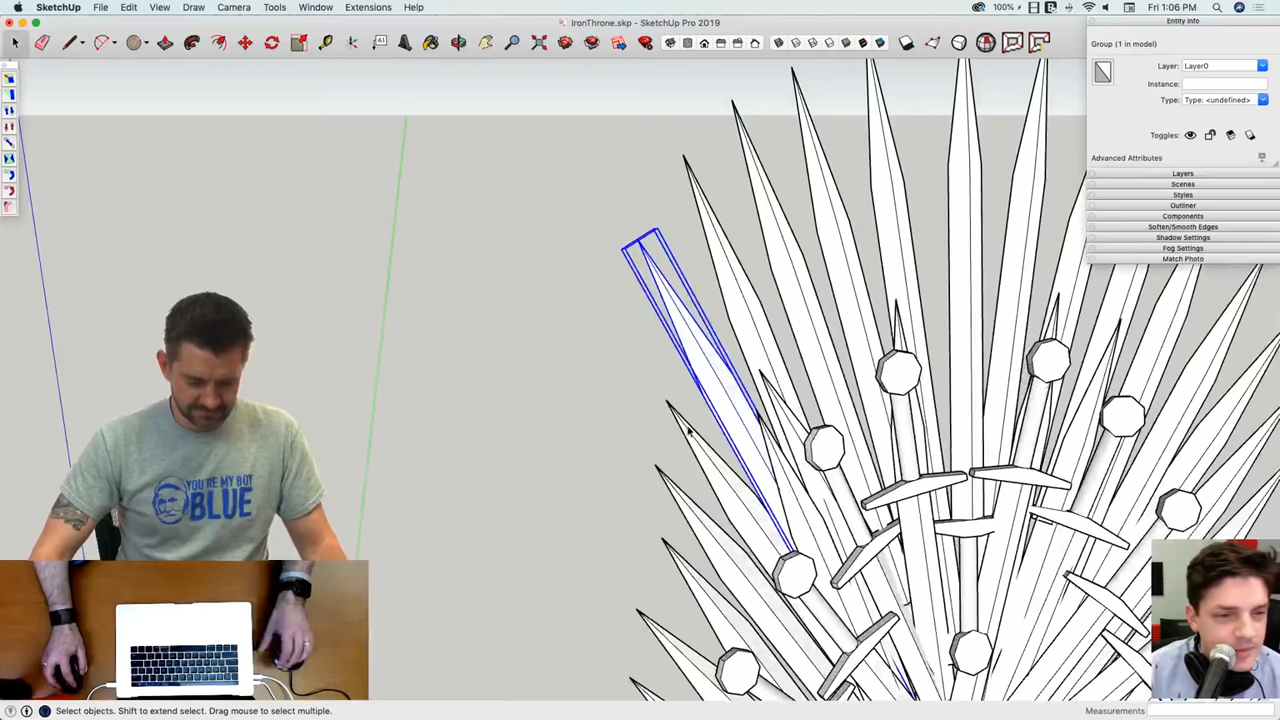 SketchUp File Edit View Draw Camera Tools Window Extensions Help
100% Fri 1:06 PM
IronThrone.skp - SketchUp Pro 2019
Entity Info
Group (1 in model)
Layer: Layer0
Instance:
Type: Type: <undefined>
Toggles:
Advanced Attributes
Layers
Scenes
Styles
Outliner
Components
Soften/Smooth Edges
Shadow Settings
Fog Settings
Match Photo
YOU'RE MY BOY
BLUE
Select objects. Shift to extend select. Drag mouse to select multiple.
Measurements